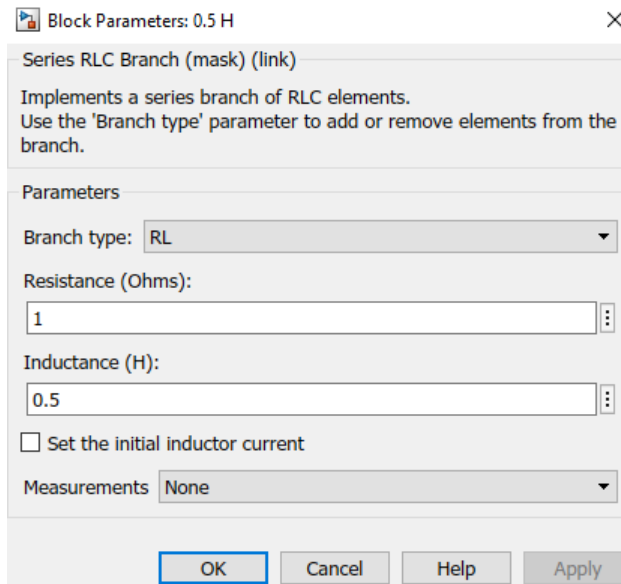 Block Parameters: 0.5 H
Series RLC Branch (mask) (link)
Implements a series branch of RLC elements.
Use the 'Branch type' parameter to add or remove elements from the
branch.
Parameters
Branch type: RL
Resistance (Ohms):
1
Inductance (H):
0.5
Set the initial inductor current
Measurements None
OK Cancel Help Apply